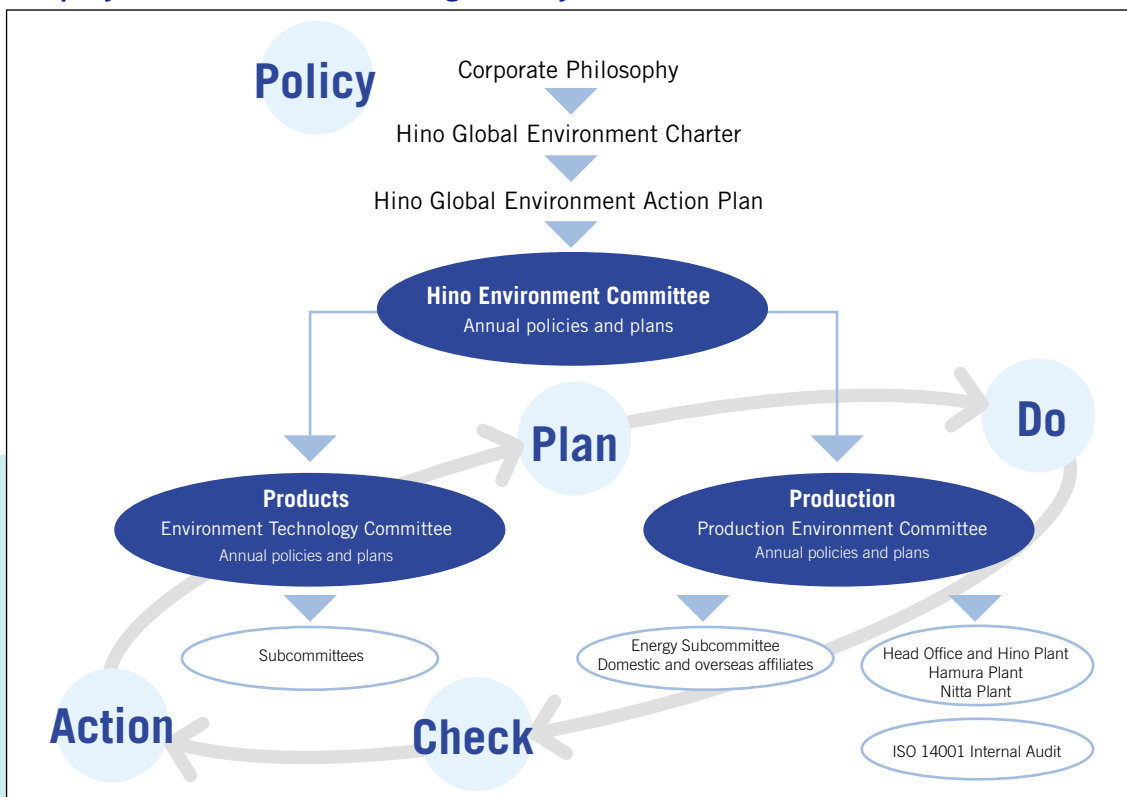 Policy
Corporate Philosophy
Hino Global Environment Charter
Hino Global Environment Action Plan
Hino Environment Committee
Annual policies and plans
Plan
Do
Products
Environment Technology Committee
Annual policies and plans
Production
Production Environment Committee
Annual policies and plans
Subcommittees
Energy Subcommittee
Domestic and overseas affiliates
Head Office and Hino Plant
Hamura Plant
Nitta Plant
Action
Check
ISO 14001 Internal Audit